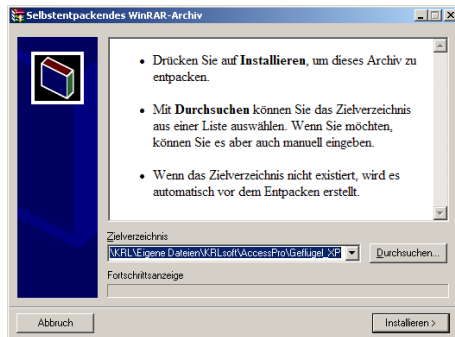 Selbstentpackendes WinRAR-Archiv
• Drücken Sie auf Installieren, um dieses Archiv zu
entpacken.
• Mit Durchsuchen können Sie das Zielverzeichnis
aus einer Liste auswählen. Wenn Sie möchten,
können Sie es aber auch manuell eingeben.
• Wenn das Zielverzeichnis nicht existiert, wird es
automatisch vor dem Entpacken erstellt.
Zielverzeichnis
\KRL\Eigene Dateien\KRLsoft\AccessPro\Geflügel_XP
Durchsuchen...
Fortschrittsanzeige
Abbruch
Installieren >